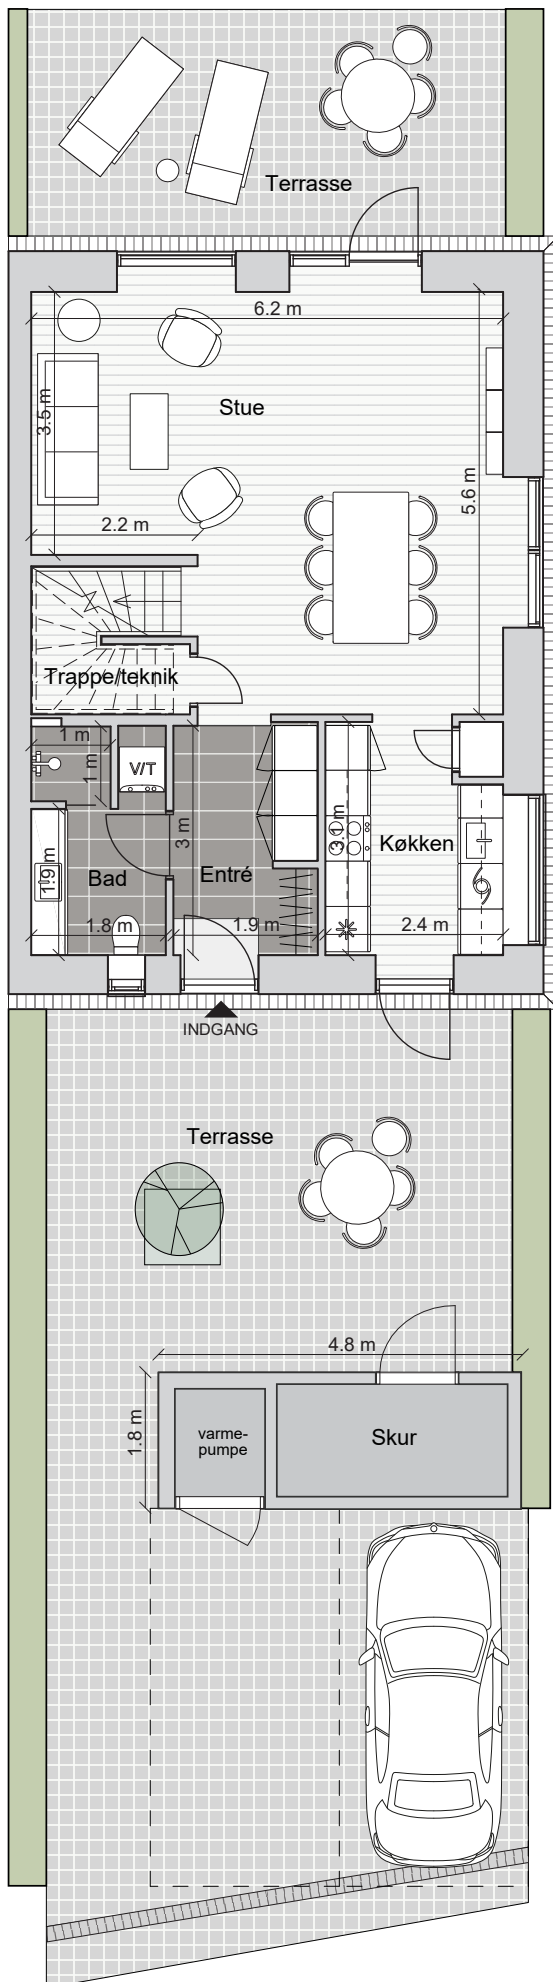 Terrasse
6.2 m
Stue
3.5 m
5.6 m
2.2 m
Trappe/teknik
1 m
1 m
V/T
3 m
3.1 m
Køkken
1.9 m
Bad
Entré
1.8 m
1.9 m
2.4 m
INDGANG
Terrasse
4.8 m
1.8 m
varme-
pumpe
Skur